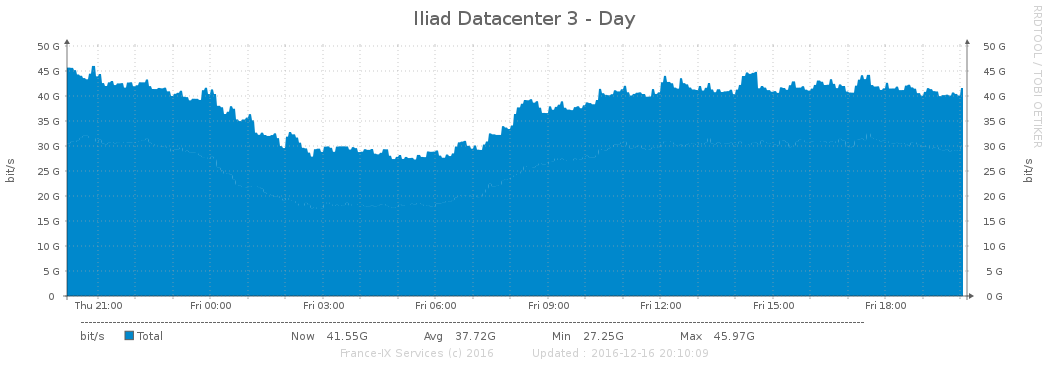 Iliad Datacenter 3 - Day
RRDTOOL / TOBI OETIKER
bit/s
50 G 50 G
45 G 45 G
40 G 40 G
35 G 35 G
30 G 30 G
25 G 25 G
20 G 20 G
15 G 15 G
10 G 10 G
5 G 5 G
0 0 G
bit/s
Thu 21:00 Fri 00:00 Fri 03:00 Fri 06:00 Fri 09:00 Fri 12:00 Fri 15:00 Fri 18:00
bit/s Total Now 41.55G Avg 37.72G Min 27.25G Max 45.97G
France-IX Services (c) 2016 Updated : 2016-12-16 20:10:09